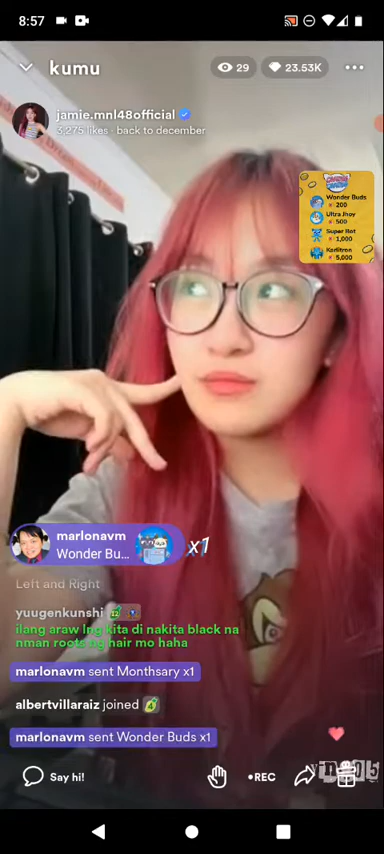 8:57
kumu
29
23.53K
jamie.mnl48official
3,275 likes · back to december
Wonder Buds
200
Ultra Jhoy
500
Super Hat
1,000
Karlitron
5,000
marlonavm
Wonder Bu...
x1
Left and Right
yuugenkunshi 12
ilang araw lng kita di nakita black na
nman roots ng hair mo haha
marlonavm sent Monthsary x1
albertvillaraiz joined 4
marlonavm sent Wonder Buds x1
Say hi!
•REC